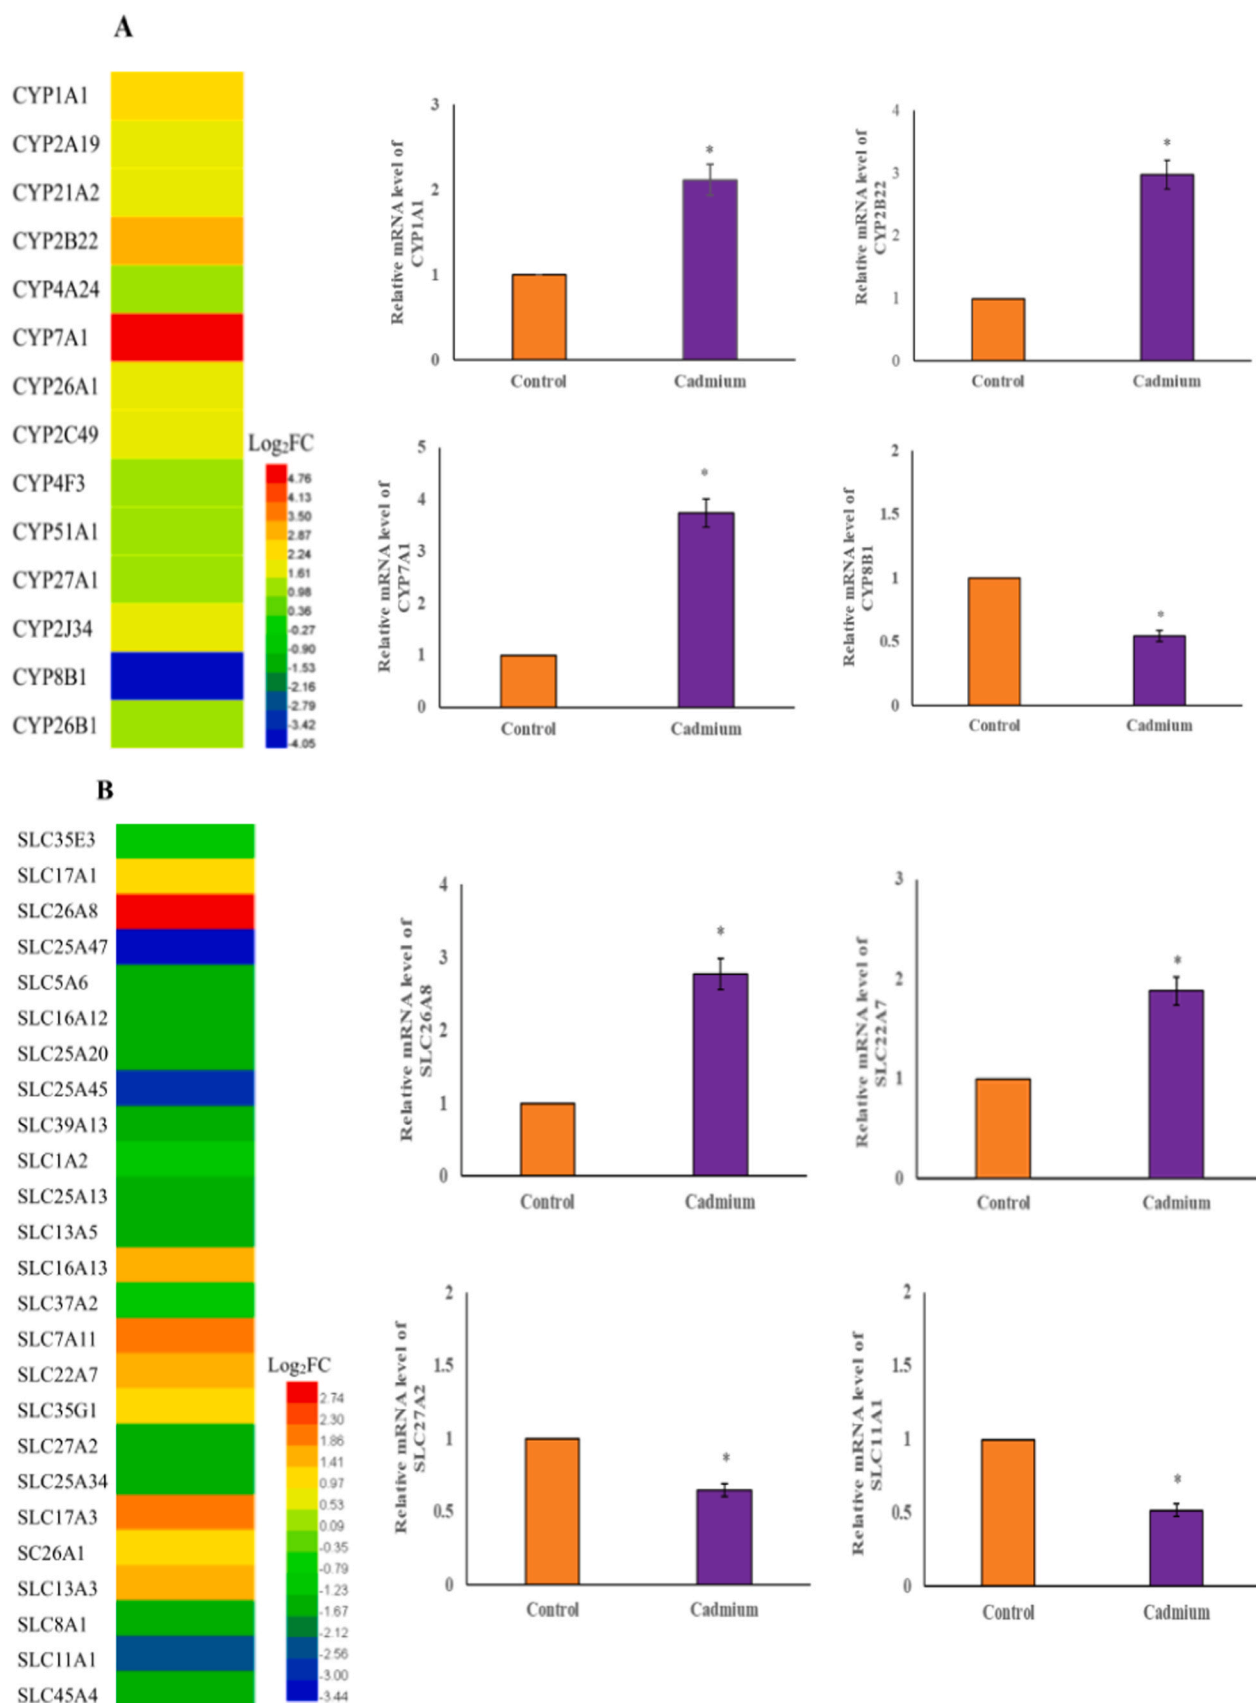 A
CYP1A1
CYP2A19
CYP21A2
CYP2B22
CYP4A24
CYP7A1
CYP26A1
CYP2C49
CYP4F3
CYP51A1
CYP27A1
CYP2J34
CYP8B1
CYP26B1
Log₂FC
4.76
4.13
3.50
2.87
2.24
1.61
0.98
0.36
-0.27
-0.90
-1.53
-2.16
-2.79
-3.42
-4.05
Relative mRNA level of
CYP1A1
3
2
1
0
*
Control
Cadmium
Relative mRNA level of
CYP2B22
4
3
2
1
0
*
Control
Cadmium
Relative mRNA level of
CYP7A1
5
4
3
2
1
0
*
Control
Cadmium
Relative mRNA level of
CYP8B1
2
1.5
1
0.5
0
*
Control
Cadmium
B
SLC35E3
SLC17A1
SLC26A8
SLC25A47
SLC5A6
SLC16A12
SLC25A20
SLC25A45
SLC39A13
SLC1A2
SLC25A13
SLC13A5
SLC16A13
SLC37A2
SLC7A11
SLC22A7
SLC35G1
SLC27A2
SLC25A34
SLC17A3
SC26A1
SLC13A3
SLC8A1
SLC11A1
SLC45A4
Log₂FC
2.74
2.30
1.86
1.41
0.97
0.53
0.09
-0.35
-0.79
-1.23
-1.67
-2.12
-2.56
-3.00
-3.44
Relative mRNA level of
SLC26A8
4
3
2
1
0
*
Control
Cadmium
Relative mRNA level of
SLC22A7
3
2
1
0
*
Control
Cadmium
Relative mRNA level of
SLC27A2
2
1.5
1
0.5
0
*
Control
Cadmium
Relative mRNA level of
SLC11A1
2
1.5
1
0.5
0
*
Control
Cadmium